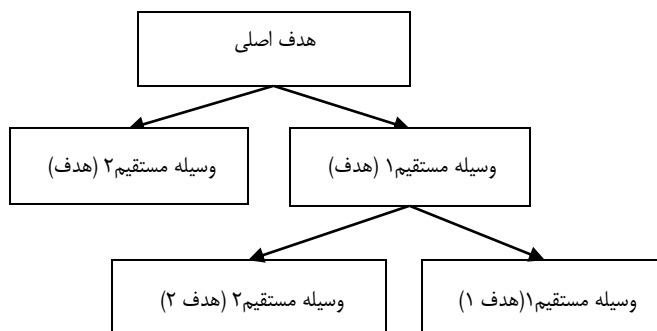 هدف اصلی
وسیله مستقیم۱ (هدف)
وسیله مستقیم۲ (هدف)
وسیله مستقیم۱(هدف ۱)
وسیله مستقیم۲ (هدف ۲)